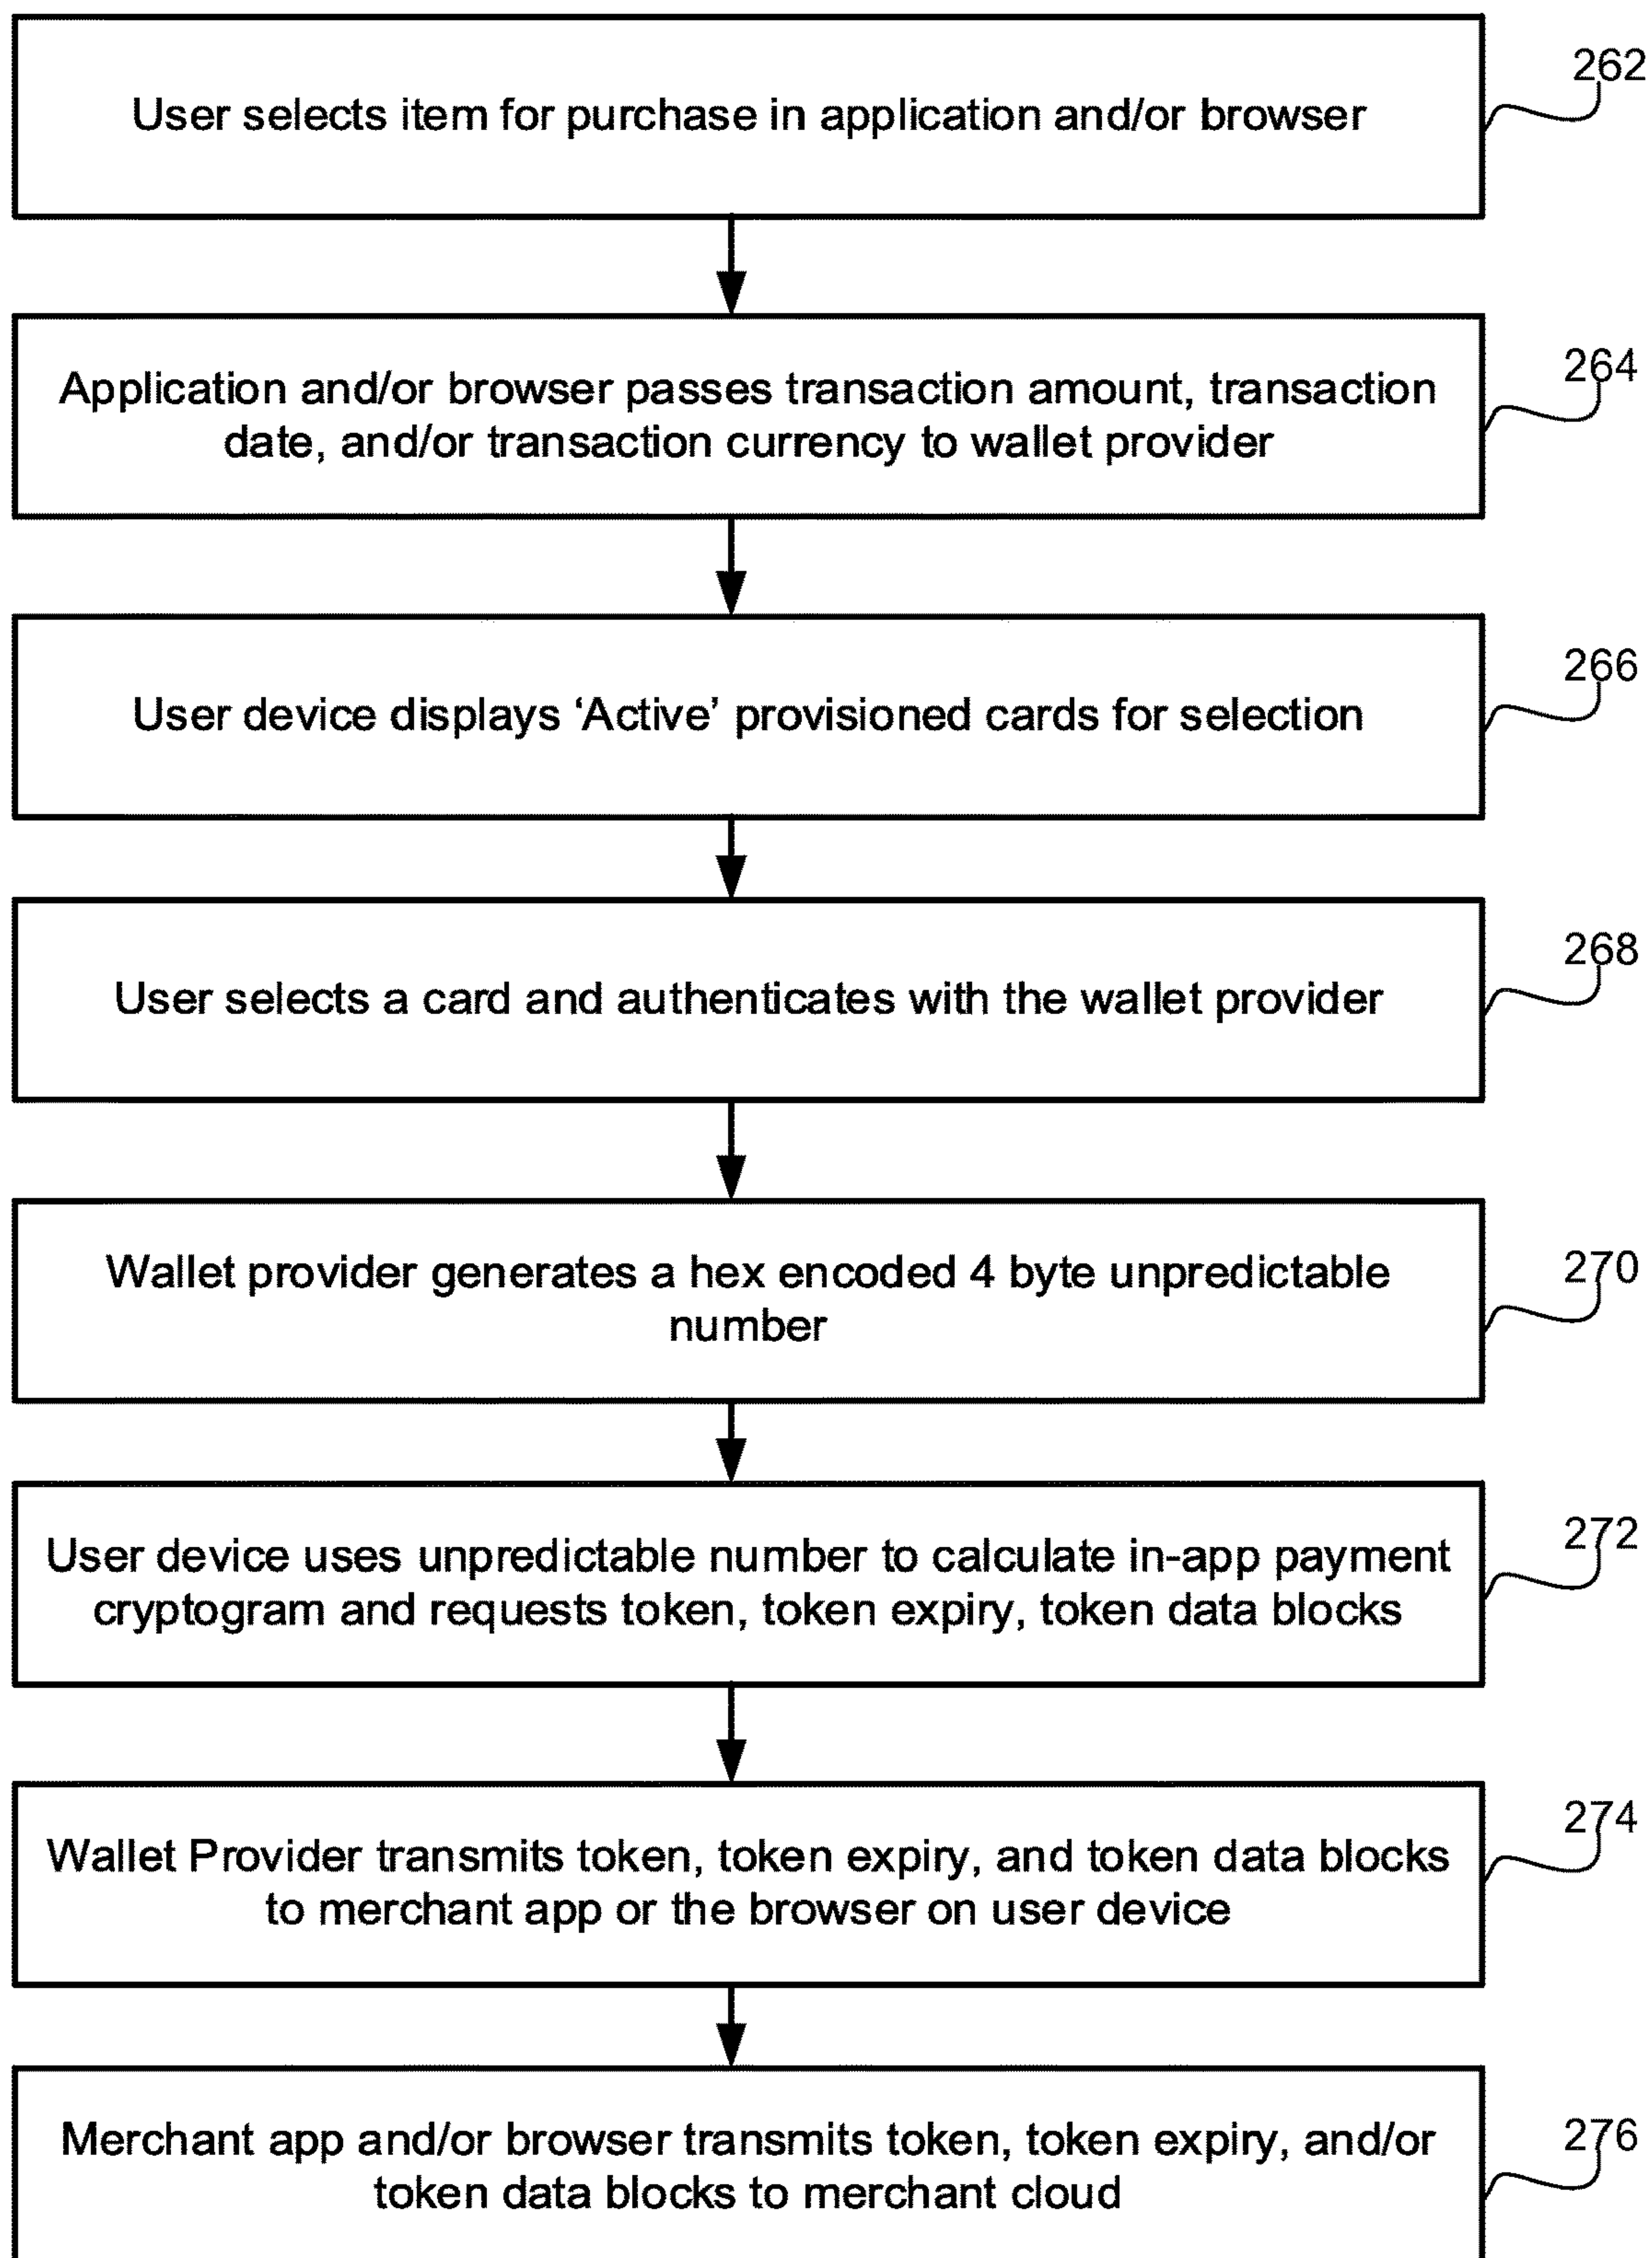 User selects item for purchase in application and/or browser
262
Application and/or browser passes transaction amount, transaction
date, and/or transaction currency to wallet provider
264
User device displays ‘Active’ provisioned cards for selection
266
User selects a card and authenticates with the wallet provider
268
Wallet provider generates a hex encoded 4 byte unpredictable
number
270
User device uses unpredictable number to calculate in-app payment
cryptogram and requests token, token expiry, token data blocks
272
Wallet Provider transmits token, token expiry, and token data blocks
to merchant app or the browser on user device
274
Merchant app and/or browser transmits token, token expiry, and/or
token data blocks to merchant cloud
276